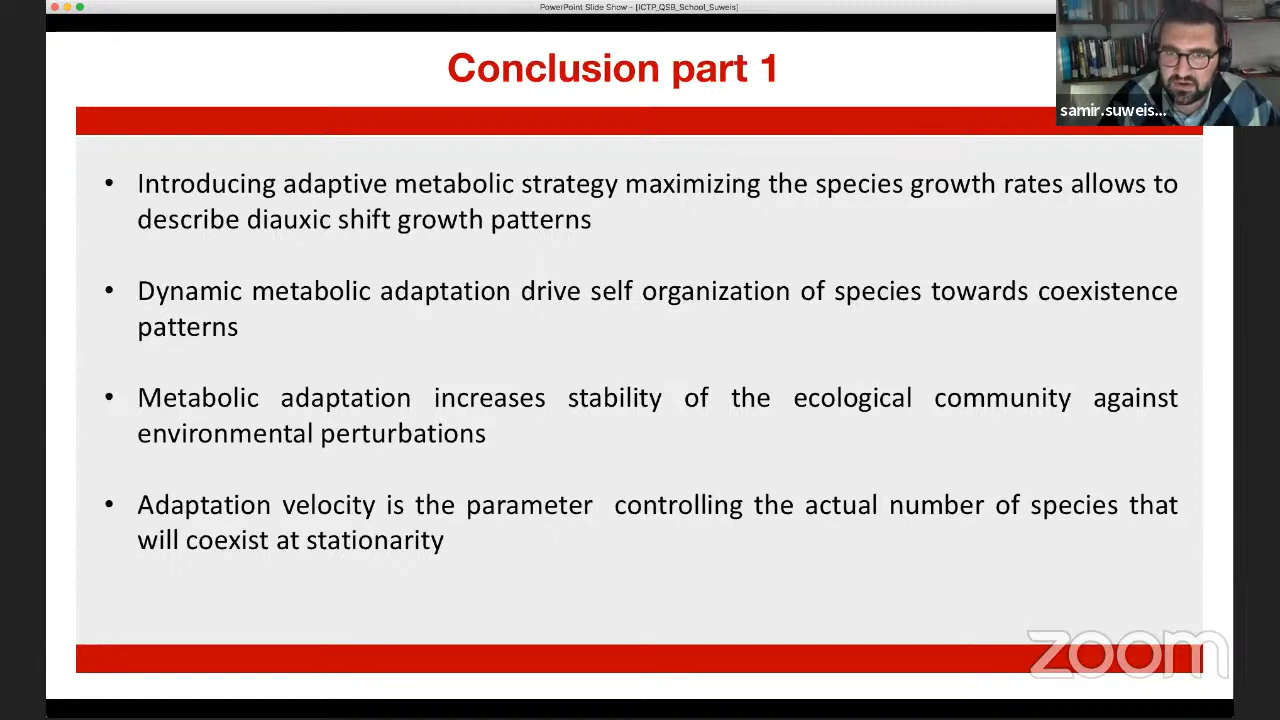 PowerPoint Slide Show - [ICTP_QSB_School_Suweis]
Conclusion part 1
samir.suweis...
• Introducing adaptive metabolic strategy maximizing the species growth rates allows to
describe diauxic shift growth patterns
• Dynamic metabolic adaptation drive self organization of species towards coexistence
patterns
• Metabolic adaptation increases stability of the ecological community against
environmental perturbations
• Adaptation velocity is the parameter controlling the actual number of species that
will coexist at stationarity
zoom